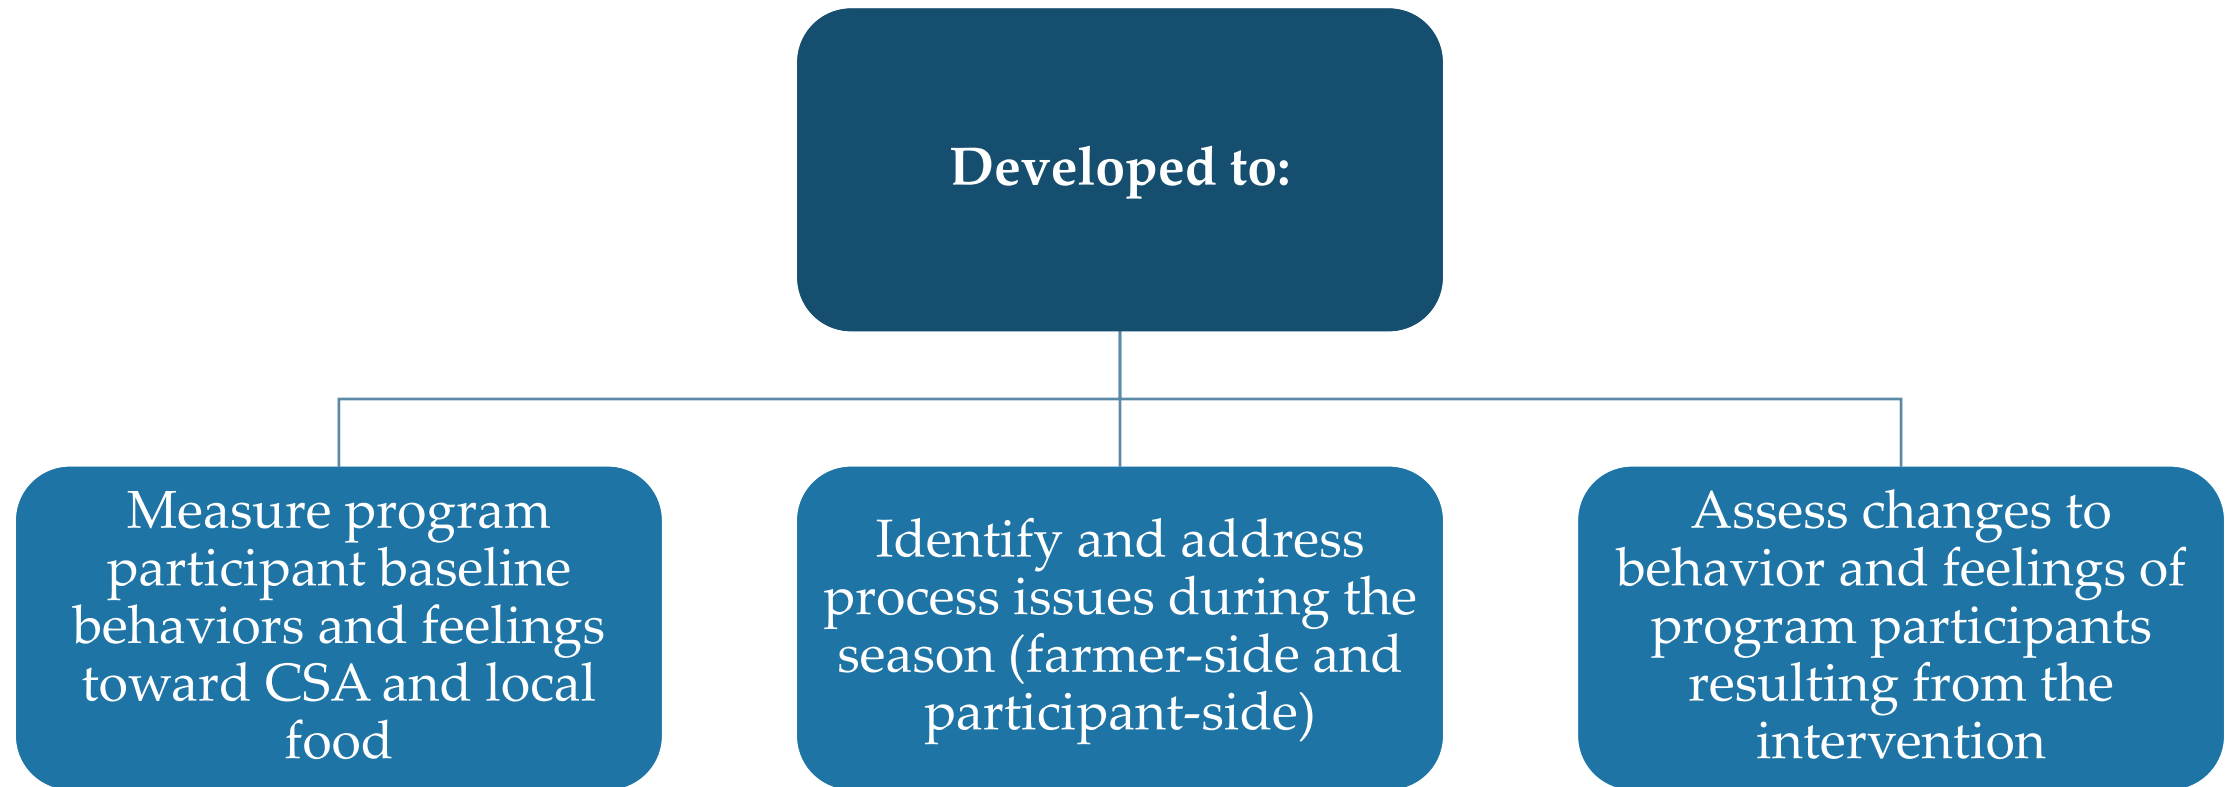 Developed to:
Measure program
participant baseline
behaviors and feelings
toward CSA and local
food
Identify and address
process issues during the
season (farmer-side and
participant-side)
Assess changes to
behavior and feelings of
program participants
resulting from the
intervention